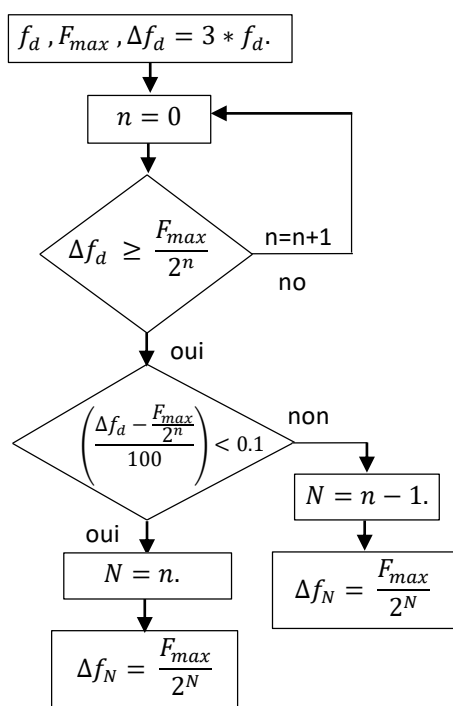 f_d , F_max , Δf_d = 3 * f_d.
n = 0
Δf_d ≥ F_max / 2^n
n=n+1
no
oui
((Δf_d − F_max / 2^n) / 100) < 0.1
non
N = n − 1.
oui
N = n.
Δf_N = F_max / 2^N
Δf_N = F_max / 2^N